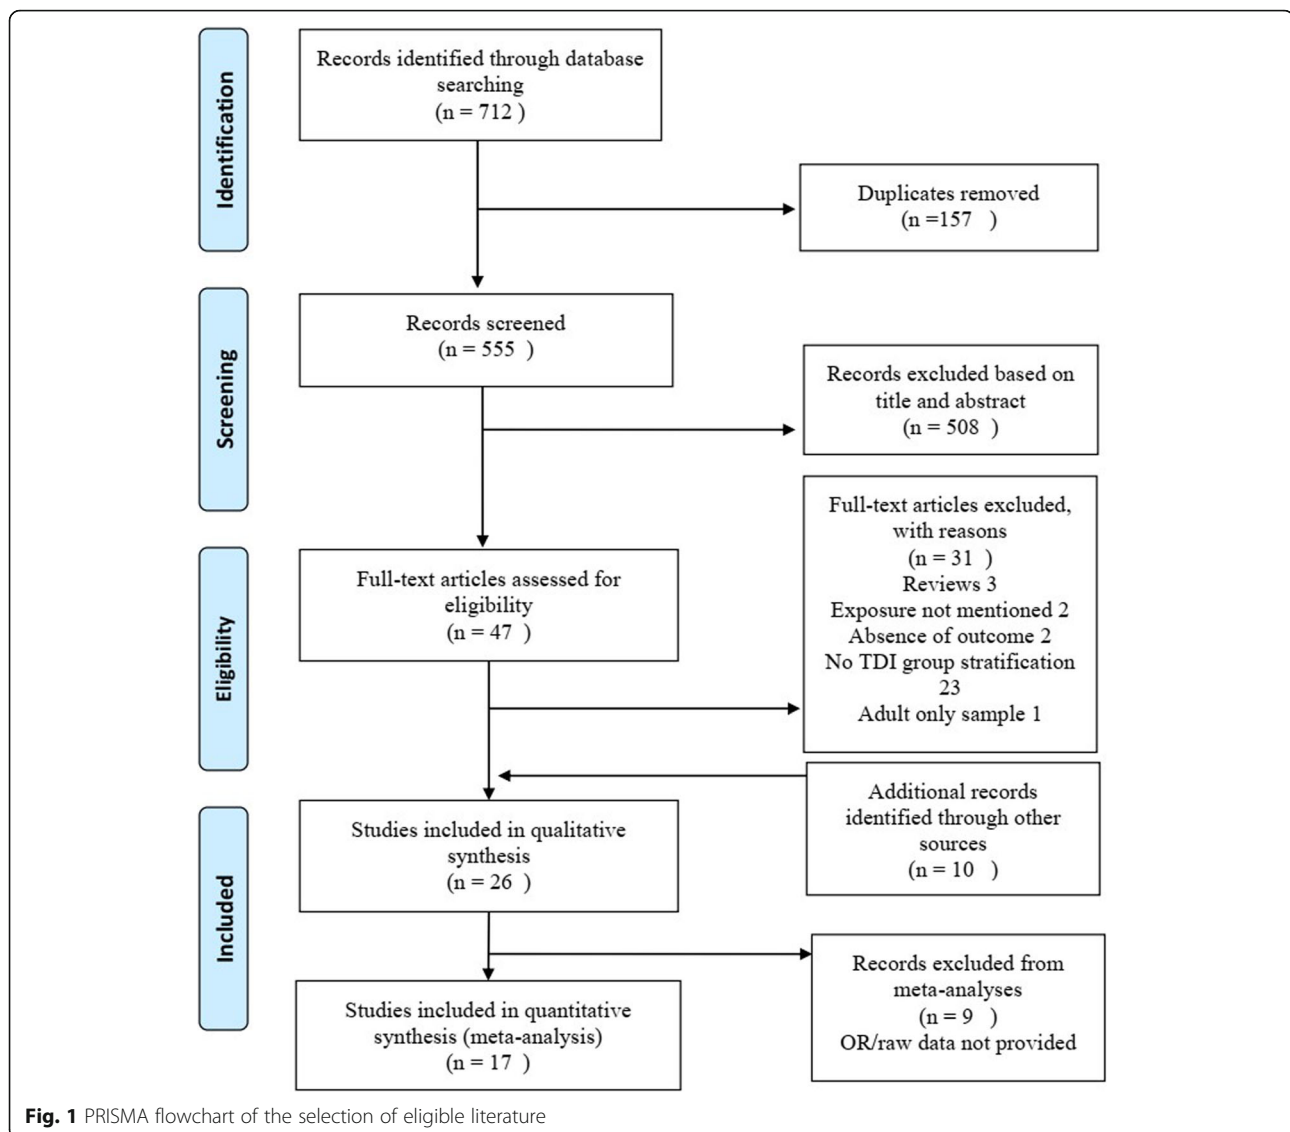 Identification
Records identified through database
searching
(n = 712 )
Duplicates removed
(n =157 )
Screening
Records screened
(n = 555 )
Records excluded based on
title and abstract
(n = 508 )
Eligibility
Full-text articles assessed for
eligibility
(n = 47 )
Full-text articles excluded,
with reasons
(n = 31 )
Reviews 3
Exposure not mentioned 2
Absence of outcome 2
No TDI group stratification
23
Adult only sample 1
Additional records
identified through other
sources
(n = 10 )
Included
Studies included in qualitative
synthesis
(n = 26 )
Records excluded from
meta-analyses
(n = 9 )
OR/raw data not provided
Studies included in quantitative
synthesis (meta-analysis)
(n = 17 )
Fig. 1 PRISMA flowchart of the selection of eligible literature